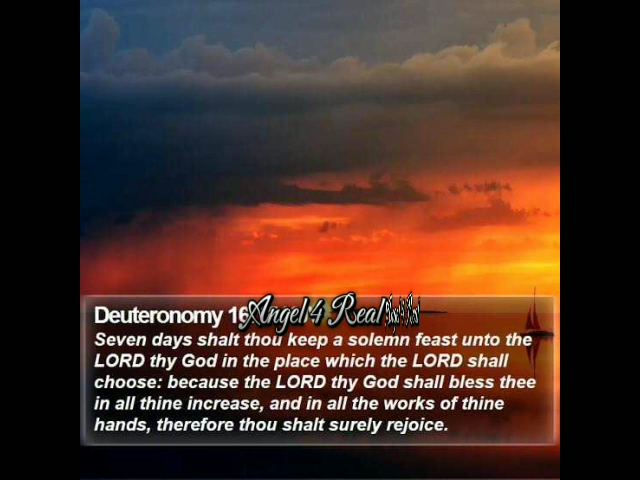 Deuteronomy 16 Angel 4 Real
Seven days shalt thou keep a solemn feast unto the
LORD thy God in the place which the LORD shall
choose: because the LORD thy God shall bless thee
in all thine increase, and in all the works of thine
hands, therefore thou shalt surely rejoice.